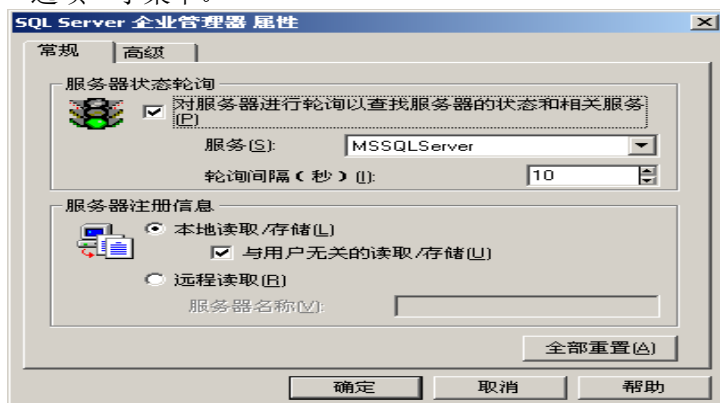 SQL Server 企业管理器 属性
常规 高级
服务器状态轮询
对服务器进行轮询以查找服务器的状态和相关服务
(P)
服务(S): MSSQLServer
轮询间隔(秒)(I): 10
服务器注册信息
本地读取/存储(L)
与用户无关的读取/存储(U)
远程读取(R)
服务器名称(V):
全部重置(A)
确定 取消 帮助